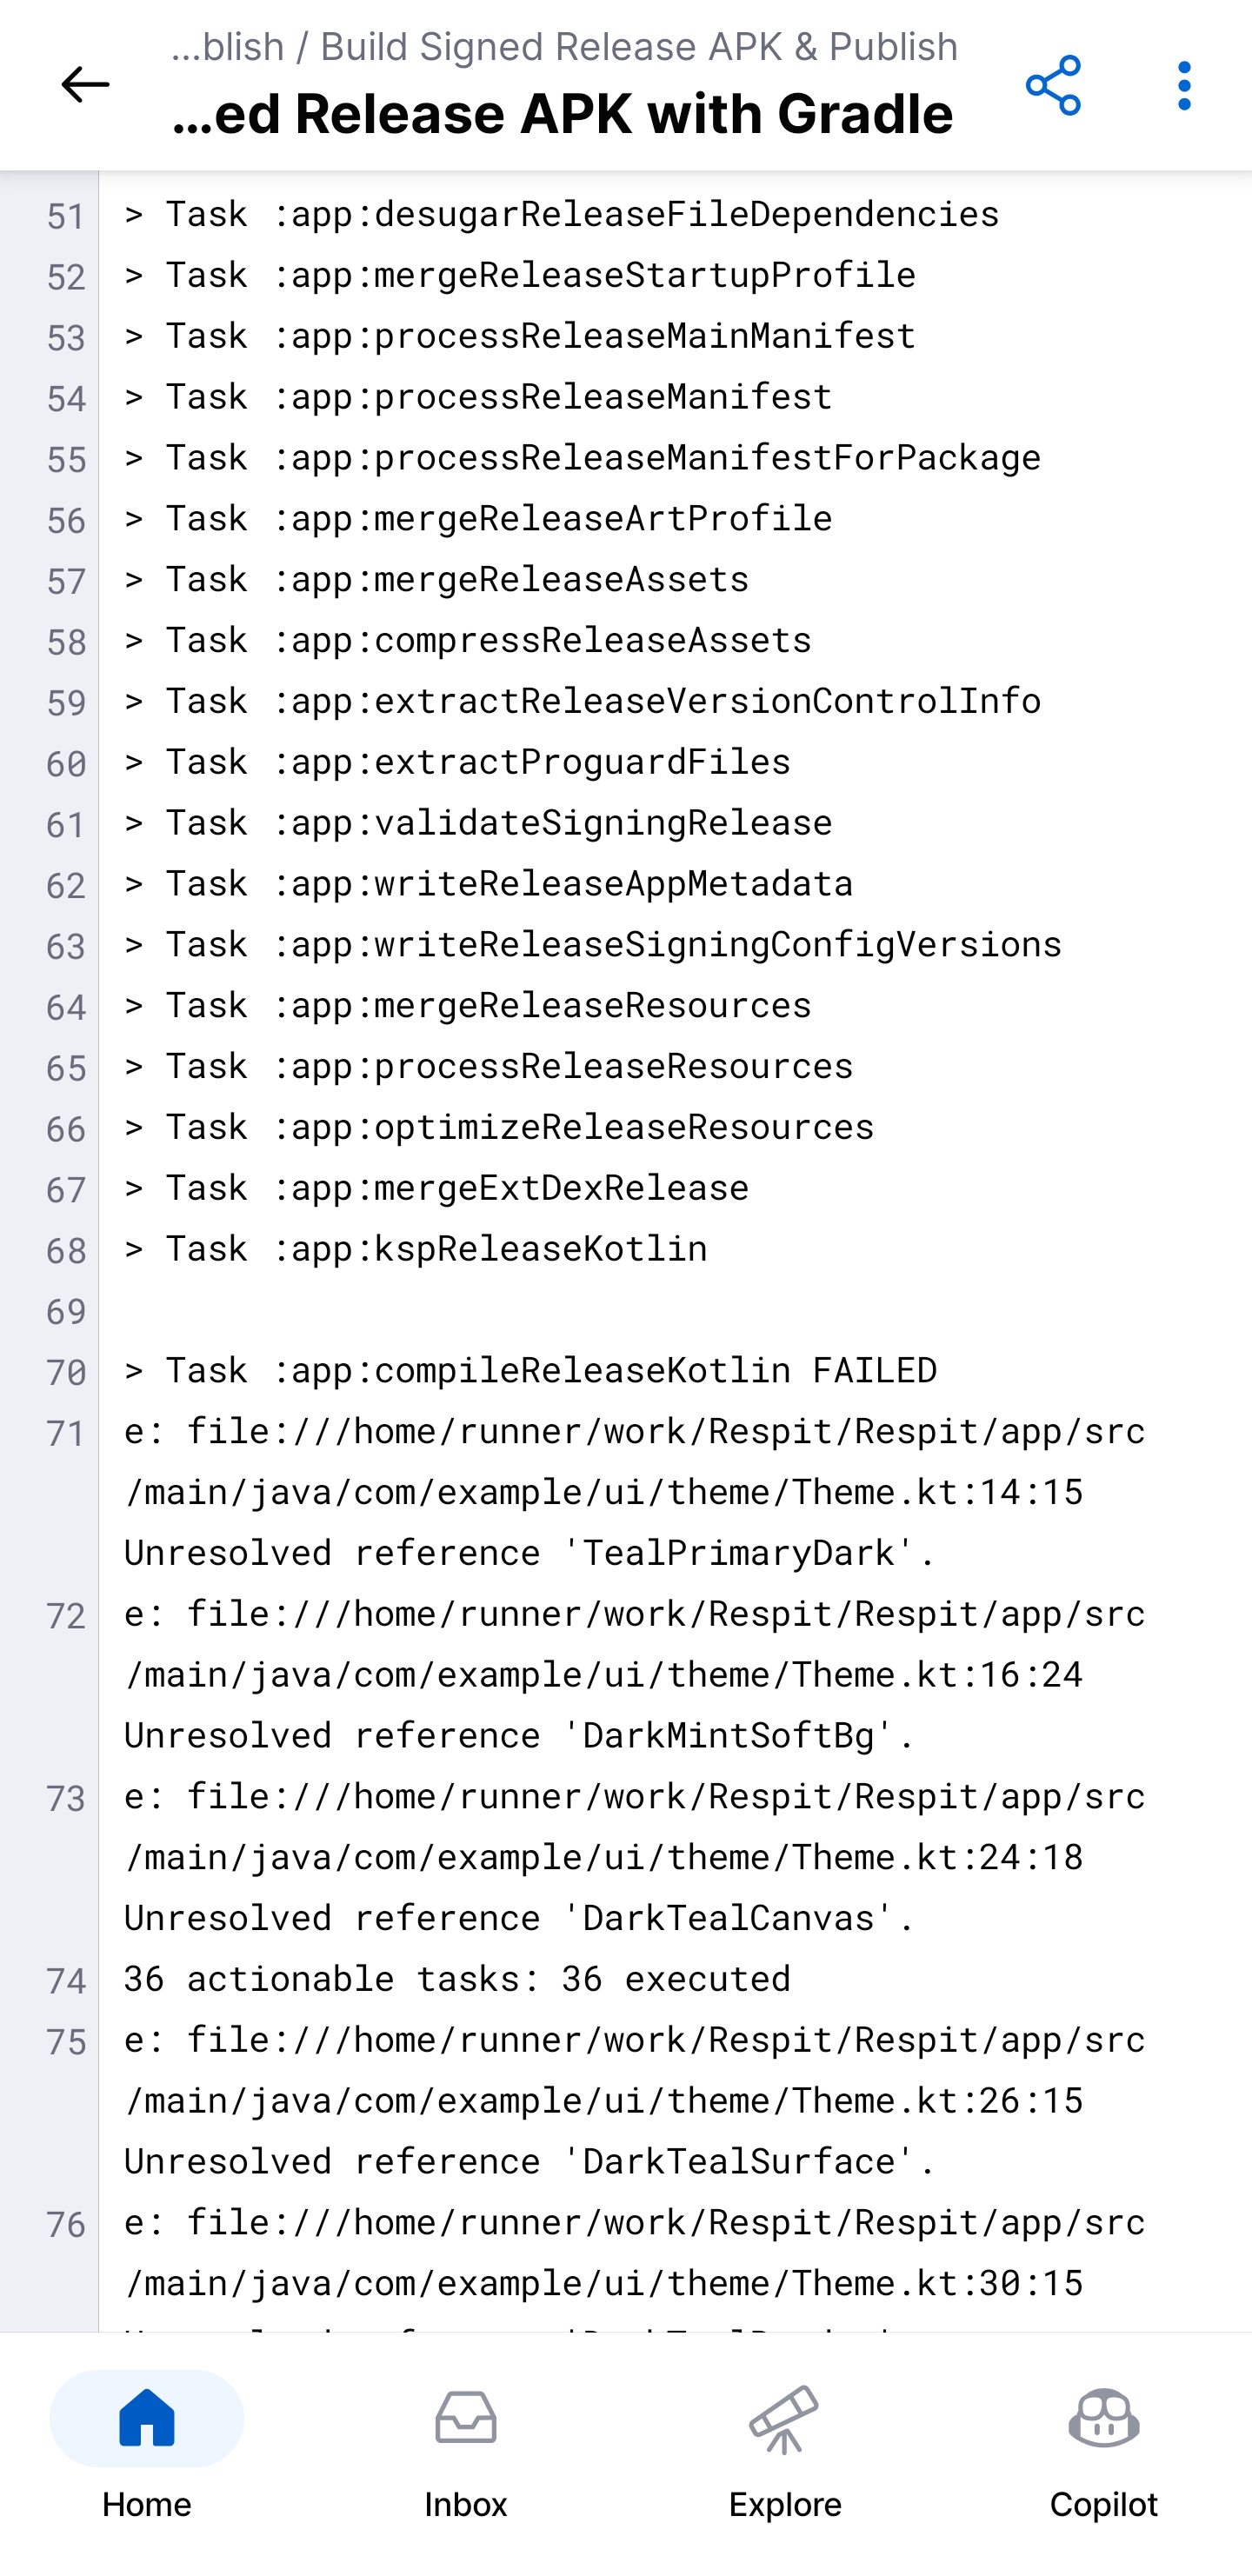 ...blish / Build Signed Release APK & Publish
...ed Release APK with Gradle
51 > Task :app:desugarReleaseFileDependencies
52 > Task :app:mergeReleaseStartupProfile
53 > Task :app:processReleaseMainManifest
54 > Task :app:processReleaseManifest
55 > Task :app:processReleaseManifestForPackage
56 > Task :app:mergeReleaseArtProfile
57 > Task :app:mergeReleaseAssets
58 > Task :app:compressReleaseAssets
59 > Task :app:extractReleaseVersionControlInfo
60 > Task :app:extractProguardFiles
61 > Task :app:validateSigningRelease
62 > Task :app:writeReleaseAppMetadata
63 > Task :app:writeReleaseSigningConfigVersions
64 > Task :app:mergeReleaseResources
65 > Task :app:processReleaseResources
66 > Task :app:optimizeReleaseResources
67 > Task :app:mergeExtDexRelease
68 > Task :app:kspReleaseKotlin
69
70 > Task :app:compileReleaseKotlin FAILED
71 e: file:///home/runner/work/Respit/Respit/app/src
/main/java/com/example/ui/theme/Theme.kt:14:15
Unresolved reference 'TealPrimaryDark'.
72 e: file:///home/runner/work/Respit/Respit/app/src
/main/java/com/example/ui/theme/Theme.kt:16:24
Unresolved reference 'DarkMintSoftBg'.
73 e: file:///home/runner/work/Respit/Respit/app/src
/main/java/com/example/ui/theme/Theme.kt:24:18
Unresolved reference 'DarkTealCanvas'.
74 36 actionable tasks: 36 executed
75 e: file:///home/runner/work/Respit/Respit/app/src
/main/java/com/example/ui/theme/Theme.kt:26:15
Unresolved reference 'DarkTealSurface'.
76 e: file:///home/runner/work/Respit/Respit/app/src
/main/java/com/example/ui/theme/Theme.kt:30:15
Home
Inbox
Explore
Copilot